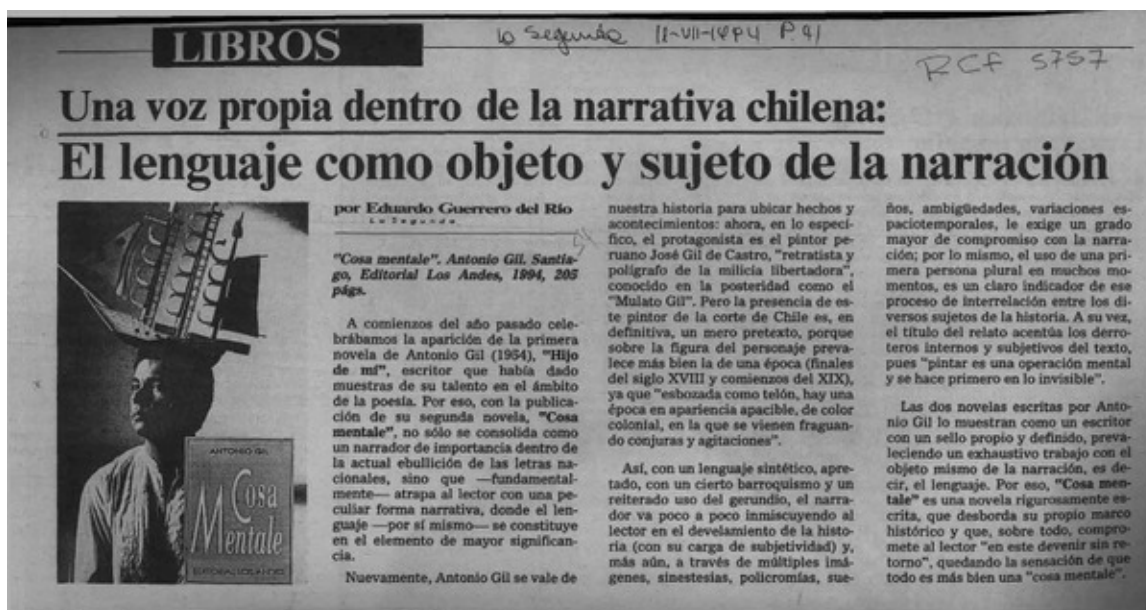 LIBROS
La Segunda
P.
RCF 5757
Una voz propia dentro de la narrativa chilena:
El lenguaje como objeto y sujeto de la narración
por Eduardo Guerrero del Río
La Segunda
"Cosa mentale". Antonio Gil. Santia-
go, Editorial Los Andes, 1994, 205
págs.
A comienzos del año pasado cele-
brábamos la aparición de la primera
novela de Antonio Gil (1954), "Hijo
de mí", escritor que había dado
muestras de su talento en el ámbito
de la poesía. Por eso, con la publica-
ción de su segunda novela, "Cosa
mentale", no sólo se consolida como
un narrador de importancia dentro de
la actual ebullición de las letras na-
cionales, sino que —fundamental-
mente— atrapa al lector con una pe-
culiar forma narrativa, donde el len-
guaje —por sí mismo— se constituye
en el elemento de mayor significan-
cia.
Nuevamente, Antonio Gil se vale de
nuestra historia para ubicar hechos y
acontecimientos: ahora, en lo especí-
fico, el protagonista es el pintor pe-
ruano José Gil de Castro, "retratista y
polígrafo de la milicia libertadora",
conocido en la posteridad como el
"Mulato Gil". Pero la presencia de es-
te pintor de la corte de Chile es, en
definitiva, un mero pretexto, porque
sobre la figura del personaje preva-
lece más bien la de una época (finales
del siglo XVIII y comienzos del XIX),
ya que "esbozada como telón, hay una
época en apariencia apacible, de color
colonial, en la que se vienen fraguan-
do conjuras y agitaciones".
Así, con un lenguaje sintético, apre-
tado, con un cierto barroquismo y un
reiterado uso del gerundio, el narra-
dor va poco a poco inmiscuyendo al
lector en el develamiento de la histo-
ria (con su carga de subjetividad) y,
más aún, a través de múltiples imá-
genes, sinestesias, policromías, sue-
ños, ambigüedades, variaciones es-
paciotemporales, le exige un grado
mayor de compromiso con la narra-
ción; por lo mismo, el uso de una pri-
mera persona plural en muchos mo-
mentos, es un claro indicador de ese
proceso de interrelación entre los di-
versos sujetos de la historia. A su vez,
el título del relato acentúa los derro-
teros internos y subjetivos del texto,
pues "pintar es una operación mental
y se hace primero en lo invisible".
Las dos novelas escritas por Anto-
nio Gil lo muestran como un escritor
con un sello propio y definido, preva-
leciendo un exhaustivo trabajo con el
objeto mismo de la narración, es de-
cir, el lenguaje. Por eso, "Cosa men-
tale" es una novela rigurosamente es-
crita, que desborda su propio marco
histórico y que, sobre todo, compro-
mete al lector "en este devenir sin re-
torno", quedando la sensación de que
todo es más bien una "cosa mentale".
ANTONIO GIL
Cosa
Mentale
EDITORIAL LOS ANDES